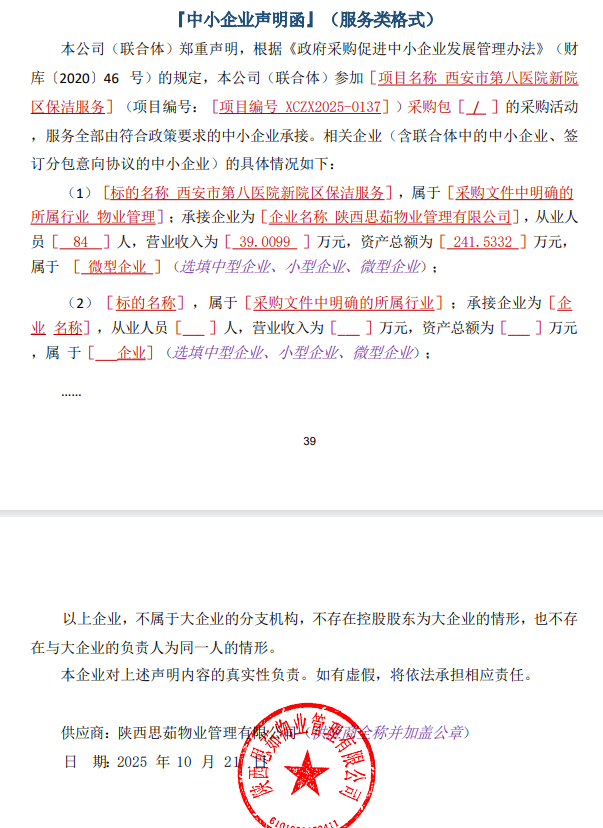 『中小企业声明函』（服务类格式）
本公司（联合体）郑重声明，根据《政府采购促进中小企业发展管理办法》（财
库〔2020〕46 号）的规定，本公司（联合体）参加［项目名称 西安市第八医院新院
区保洁服务］（项目编号：［项目编号 XCZX2025-0137］）采购包［ / ］的采购活动
，服务全部由符合政策要求的中小企业承接。相关企业（含联合体中的中小企业、签
订分包意向协议的中小企业）的具体情况如下：
（1）［标的名称 西安市第八医院新院区保洁服务］，属于［采购文件中明确的
所属行业 物业管理］；承接企业为［企业名称 陕西思茹物业管理有限公司］，从业人
员［ 84 ］人，营业收入为［ 39.0099 ］万元，资产总额为［ 241.5332 ］万元，
属于 ［ 微型企业 ］（选填中型企业、小型企业、微型企业）；
（2）［标的名称］，属于［采购文件中明确的所属行业］；承接企业为［企
业 名称］，从业人员［___ ］人，营业收入为［___ ］万元，资产总额为［___ ］万元
，属 于［___企业］（选填中型企业、小型企业、微型企业）；
……
39
以上企业，不属于大企业的分支机构，不存在控股股东为大企业的情形，也不存
在与大企业的负责人为同一人的情形。
本企业对上述声明内容的真实性负责。如有虚假，将依法承担相应责任。
供应商：陕西思茹物业管理有限公司（供应商全称并加盖公章）
日 期：2025 年 10 月 21 日
陕西思茹物业管理有限公司